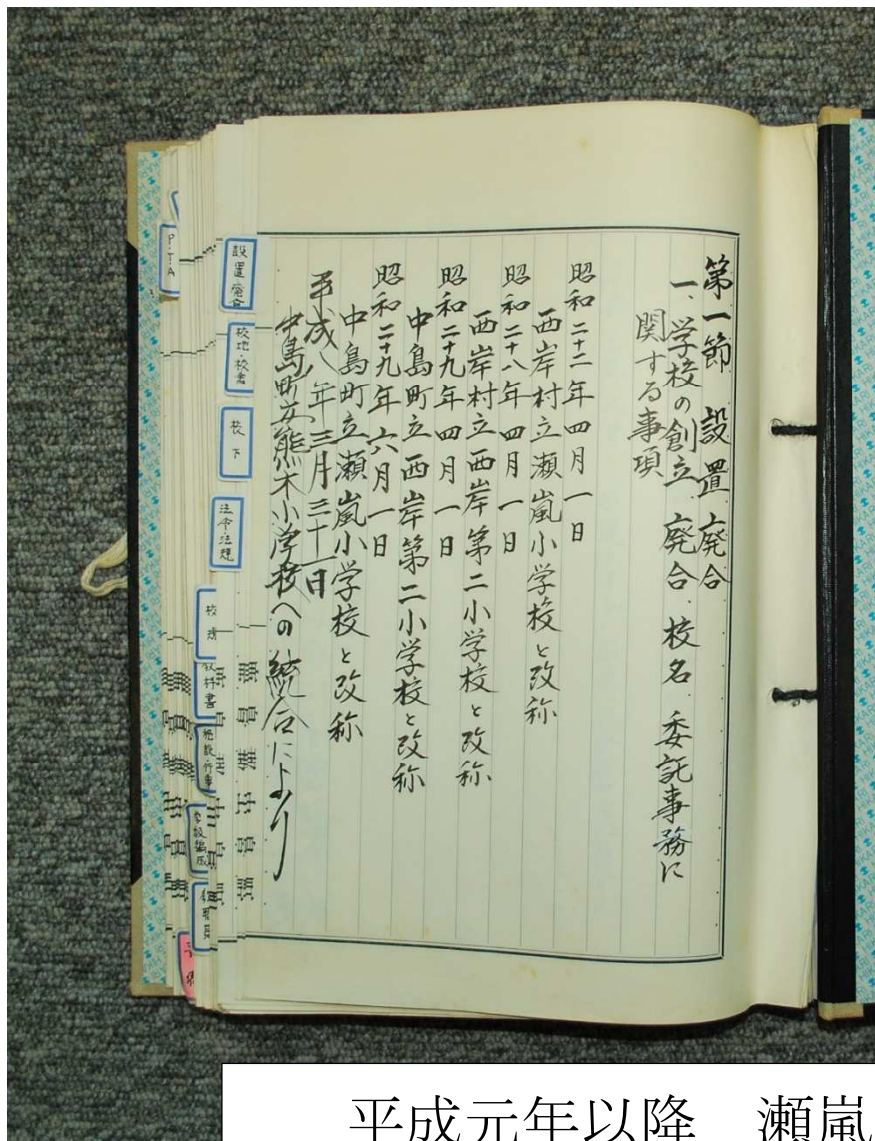 第一節　設置　廃合
一、学校の創立　廃合．校名．委託事務に
関する事項
昭和二十二年四月一日
西岸村立瀬嵐小学校と改称
昭和二十八年四月一日
西岸村立西岸第二小学校と改称
昭和二十九年四月一日
中島町立西岸第二小学校と改称
昭和二十九年六月一日
中島町立瀬嵐小学校と改称
平成八年三月三十一日
中島町立熊木小学校への統合により
設置廃合
校地・校舎
校下
法令法規
PTA
教科書
学級編成
平成元年以降　瀬嵐